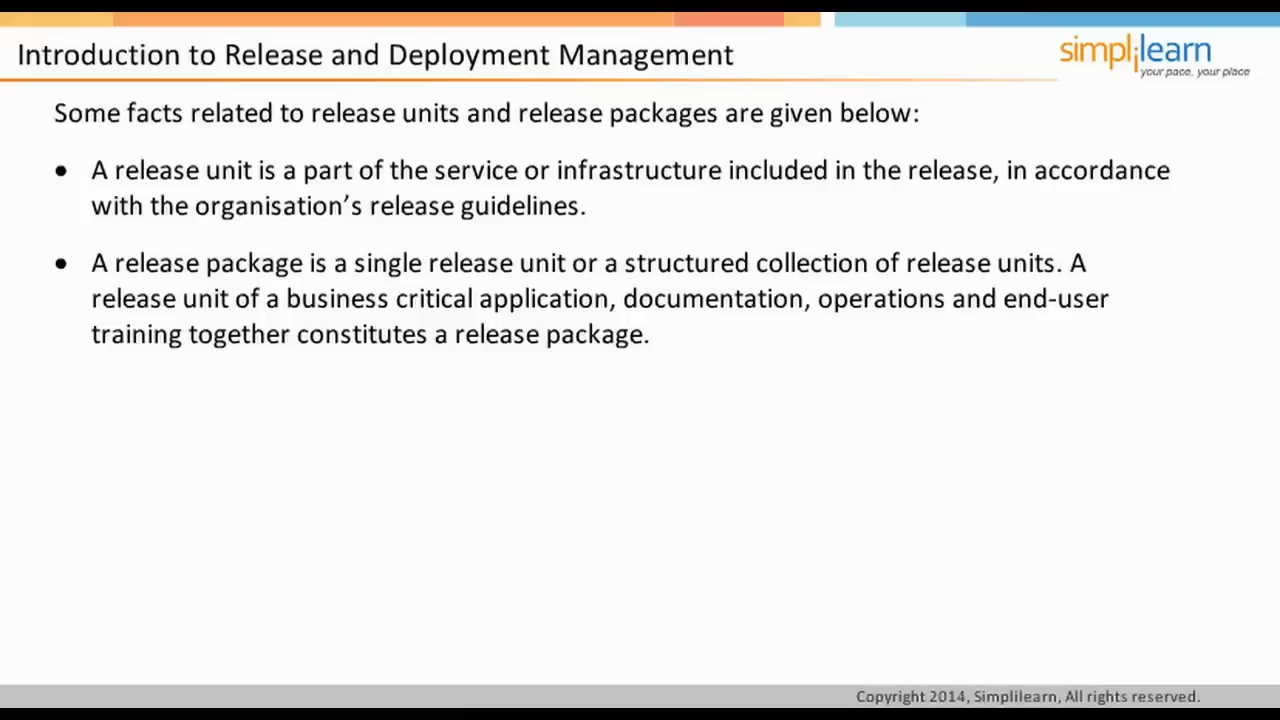 Introduction to Release and Deployment Management
simplilearn
your pace, your place
Some facts related to release units and release packages are given below:
• A release unit is a part of the service or infrastructure included in the release, in accordance
with the organisation’s release guidelines.
• A release package is a single release unit or a structured collection of release units. A
release unit of a business critical application, documentation, operations and end-user
training together constitutes a release package.
Copyright 2014, Simplilearn, All rights reserved.